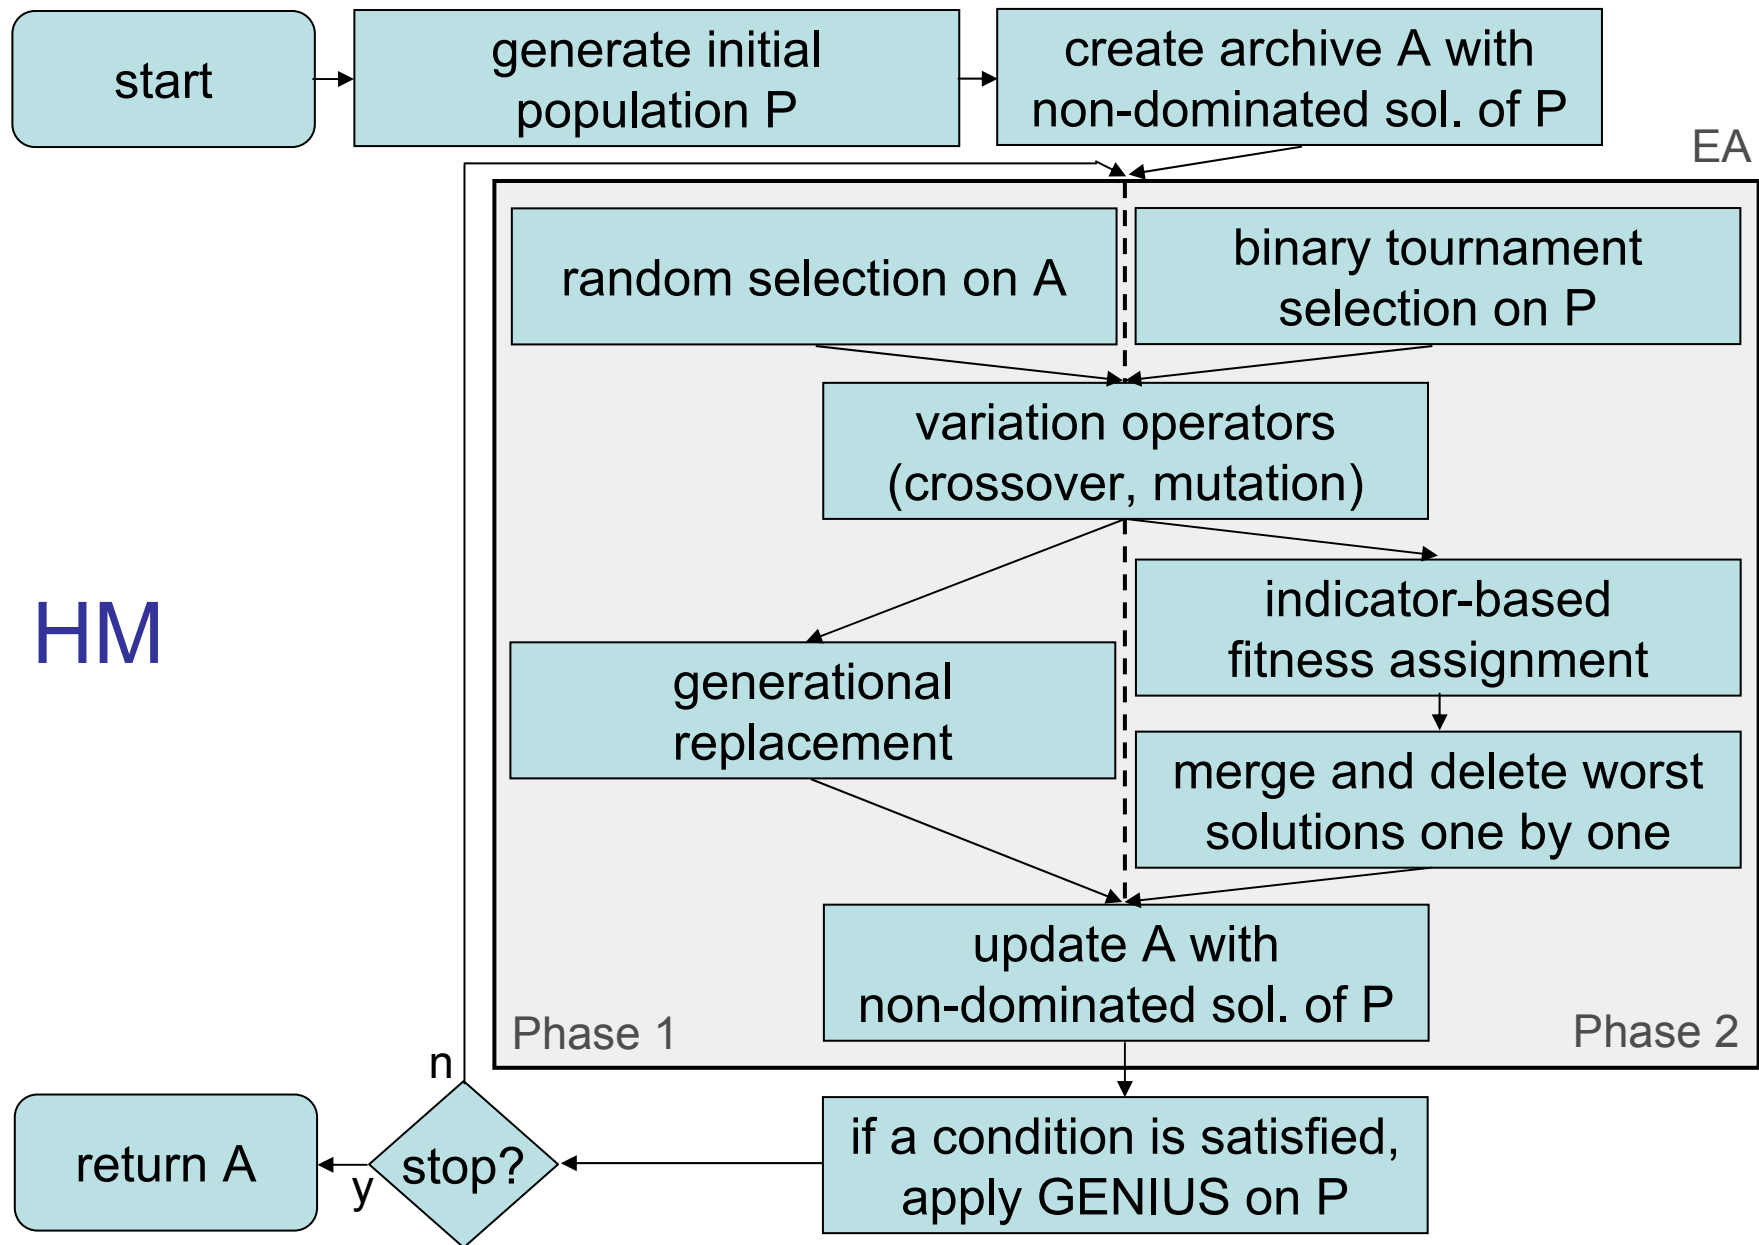 start
generate initial
population P
create archive A with
non-dominated sol. of P
EA
random selection on A
binary tournament
selection on P
variation operators
(crossover, mutation)
indicator-based
fitness assignment
HM
generational
replacement
merge and delete worst
solutions one by one
update A with
non-dominated sol. of P
Phase 1
Phase 2
n
return A
y
stop?
if a condition is satisfied,
apply GENIUS on P